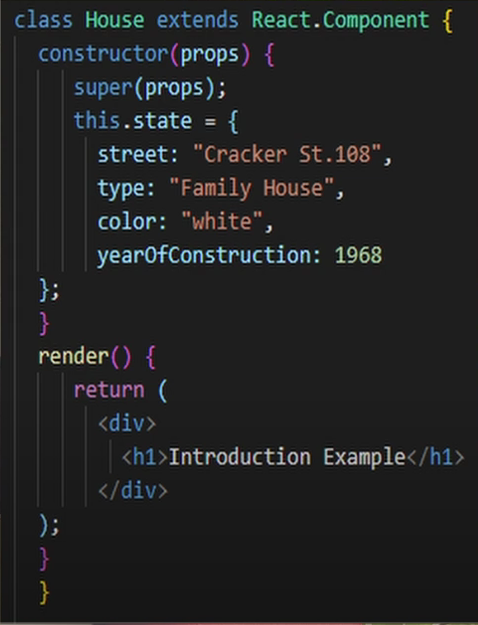 class House extends React.Component {
constructor(props) {
super(props);
this.state = {
street: "Cracker St.108",
type: "Family House",
color: "white",
yearOfConstruction: 1968
};
}
render() {
return (
<div>
<h1>Introduction Example</h1>
</div>
);
}
}